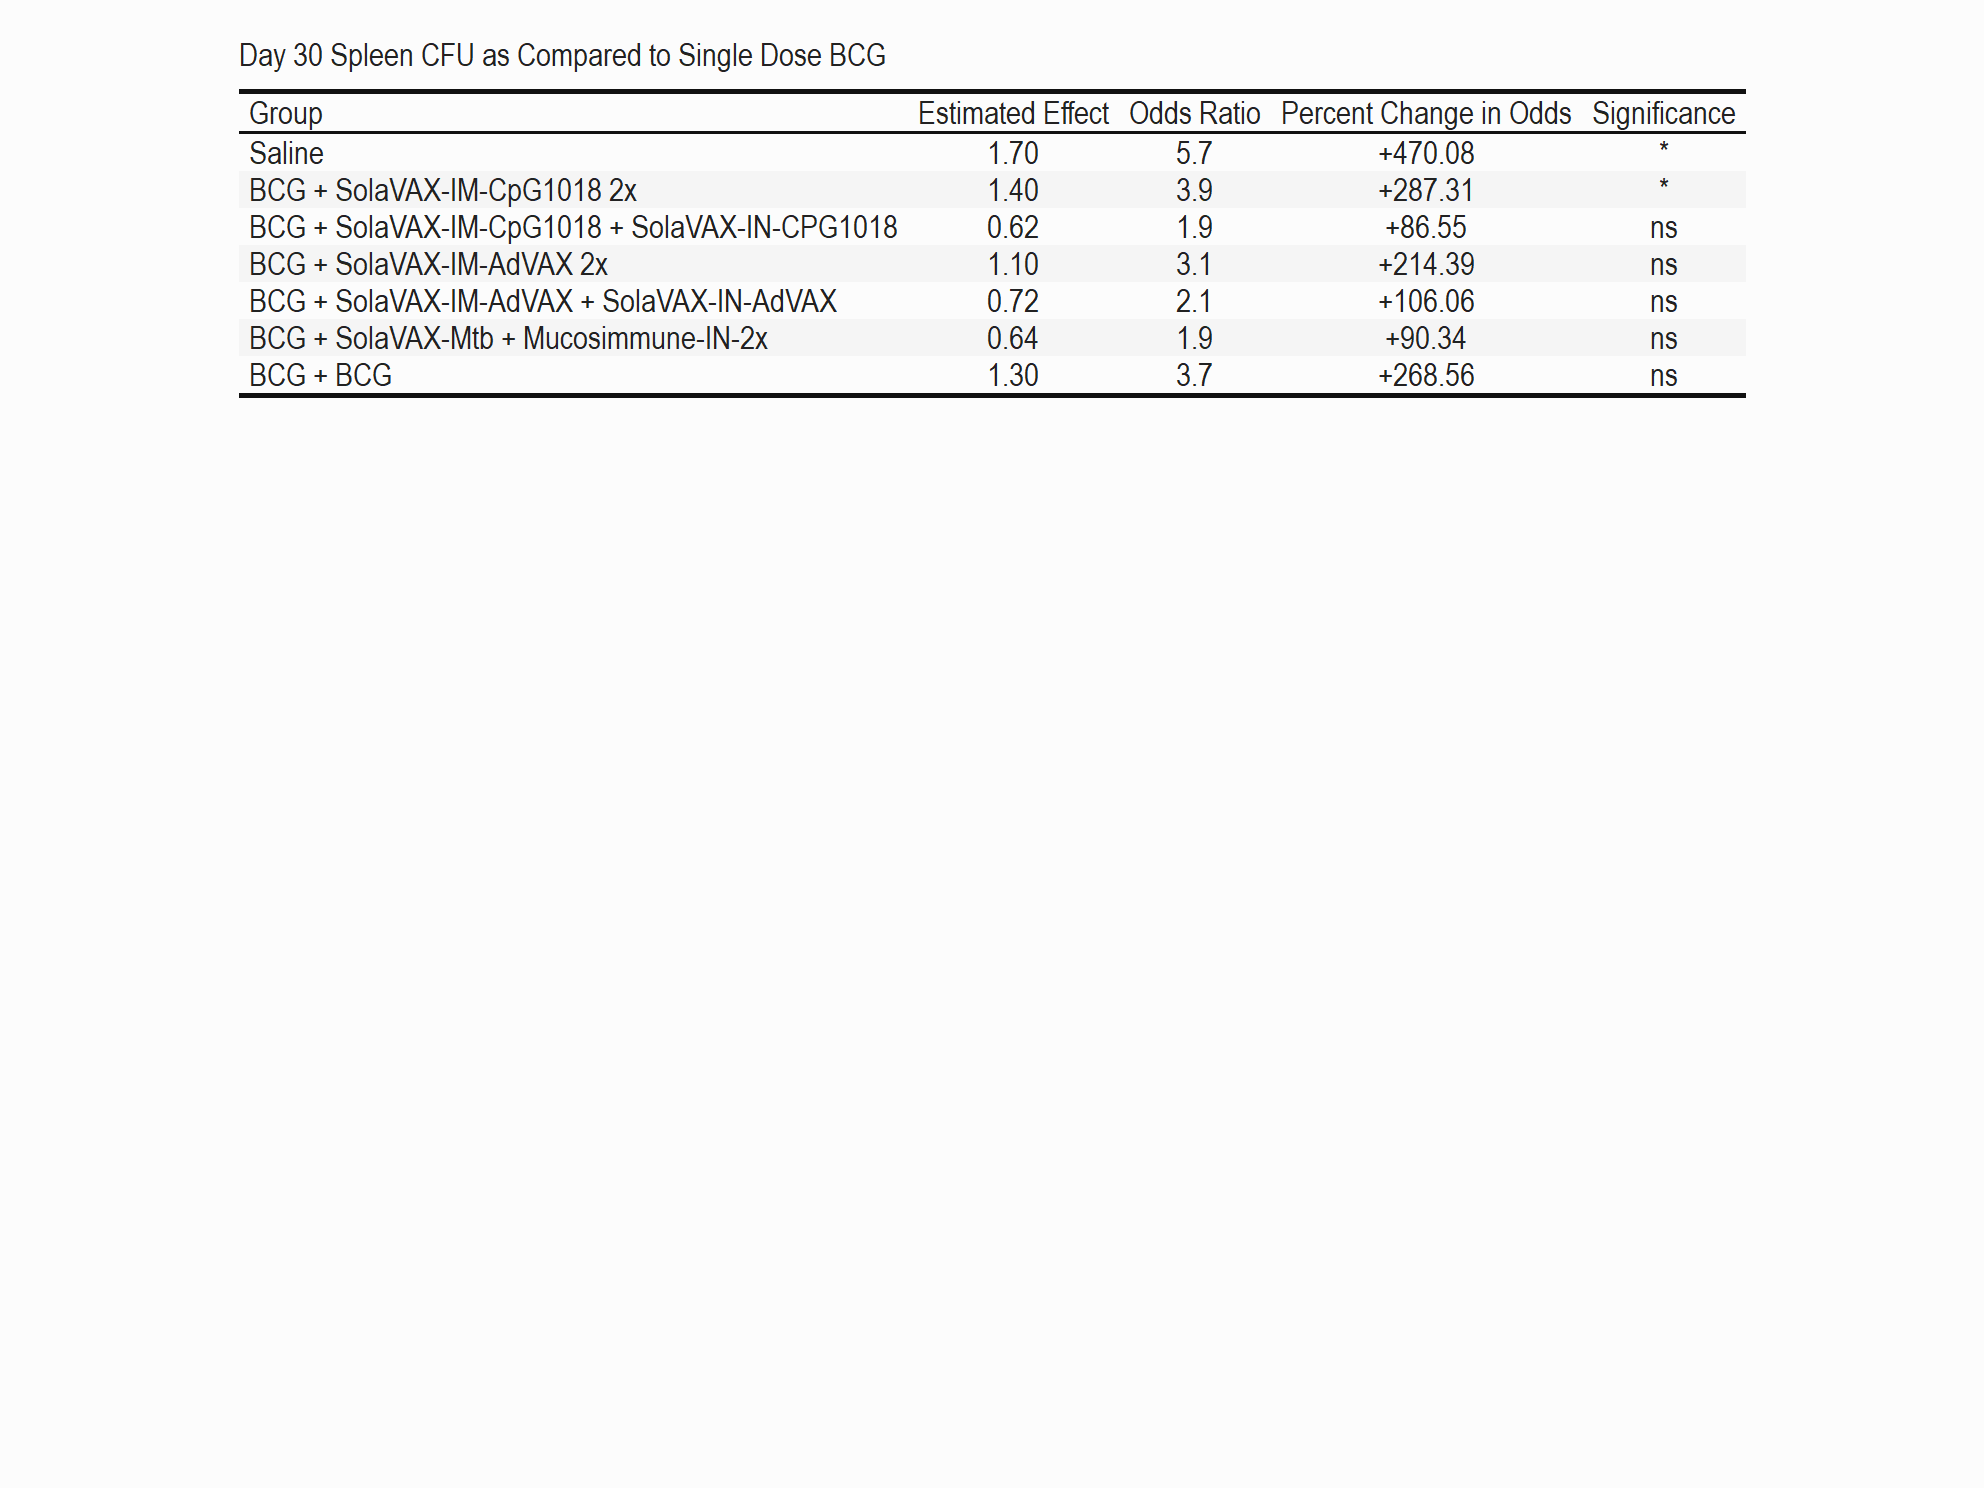 Day 30 Spleen CFU as Compared to Single Dose BCG
Group Estimated Effect Odds Ratio Percent Change in Odds Significance
Saline 1.70 5.7 +470.08 *
BCG + SolaVAX-IM-CpG1018 2x 1.40 3.9 +287.31 *
BCG + SolaVAX-IM-CpG1018 + SolaVAX-IN-CPG1018 0.62 1.9 +86.55 ns
BCG + SolaVAX-IM-AdVAX 2x 1.10 3.1 +214.39 ns
BCG + SolaVAX-IM-AdVAX + SolaVAX-IN-AdVAX 0.72 2.1 +106.06 ns
BCG + SolaVAX-Mtb + Mucosimmune-IN-2x 0.64 1.9 +90.34 ns
BCG + BCG 1.30 3.7 +268.56 ns